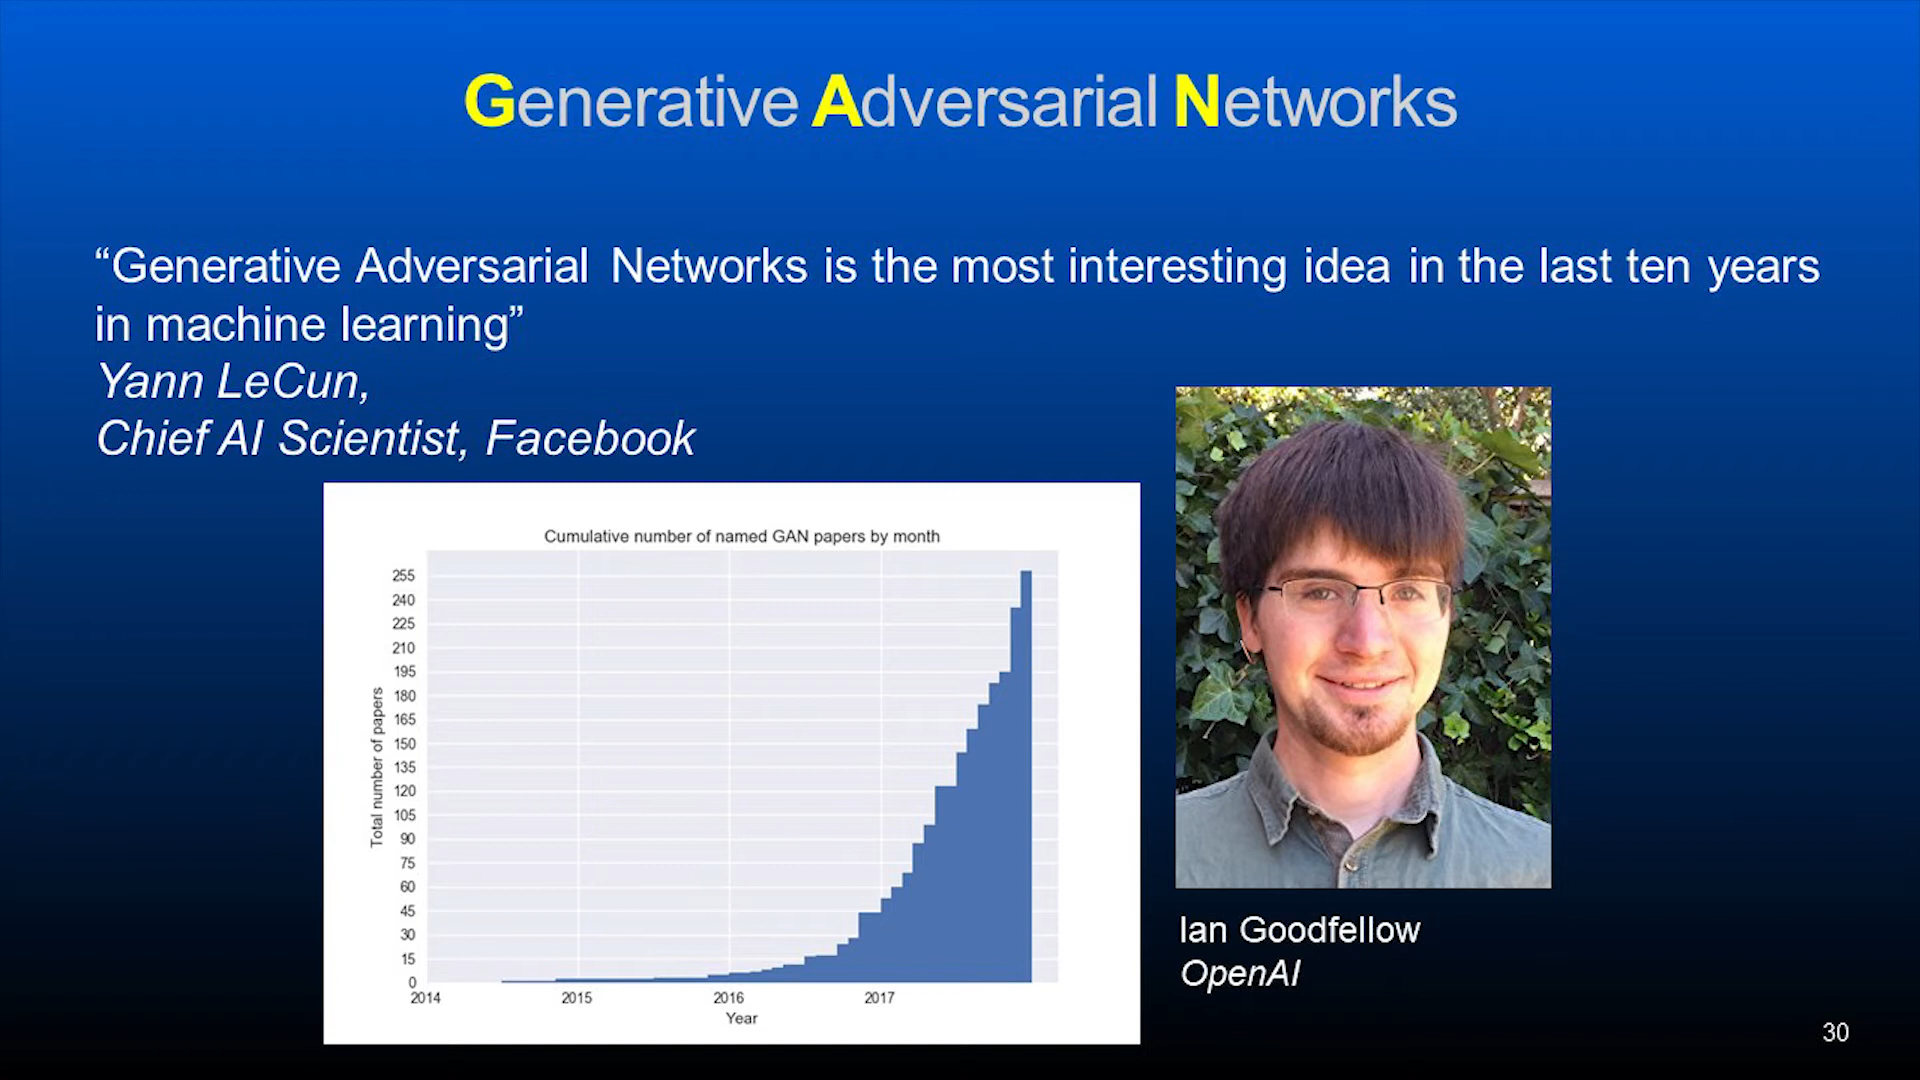 Generative Adversarial Networks
“Generative Adversarial Networks is the most interesting idea in the last ten years
in machine learning”
Yann LeCun,
Chief AI Scientist, Facebook
Cumulative number of named GAN papers by month
Total number of papers
255
240
225
210
195
180
165
150
135
120
105
90
75
60
45
30
15
0
2014 2015 2016 2017
Year
Ian Goodfellow
OpenAI
30